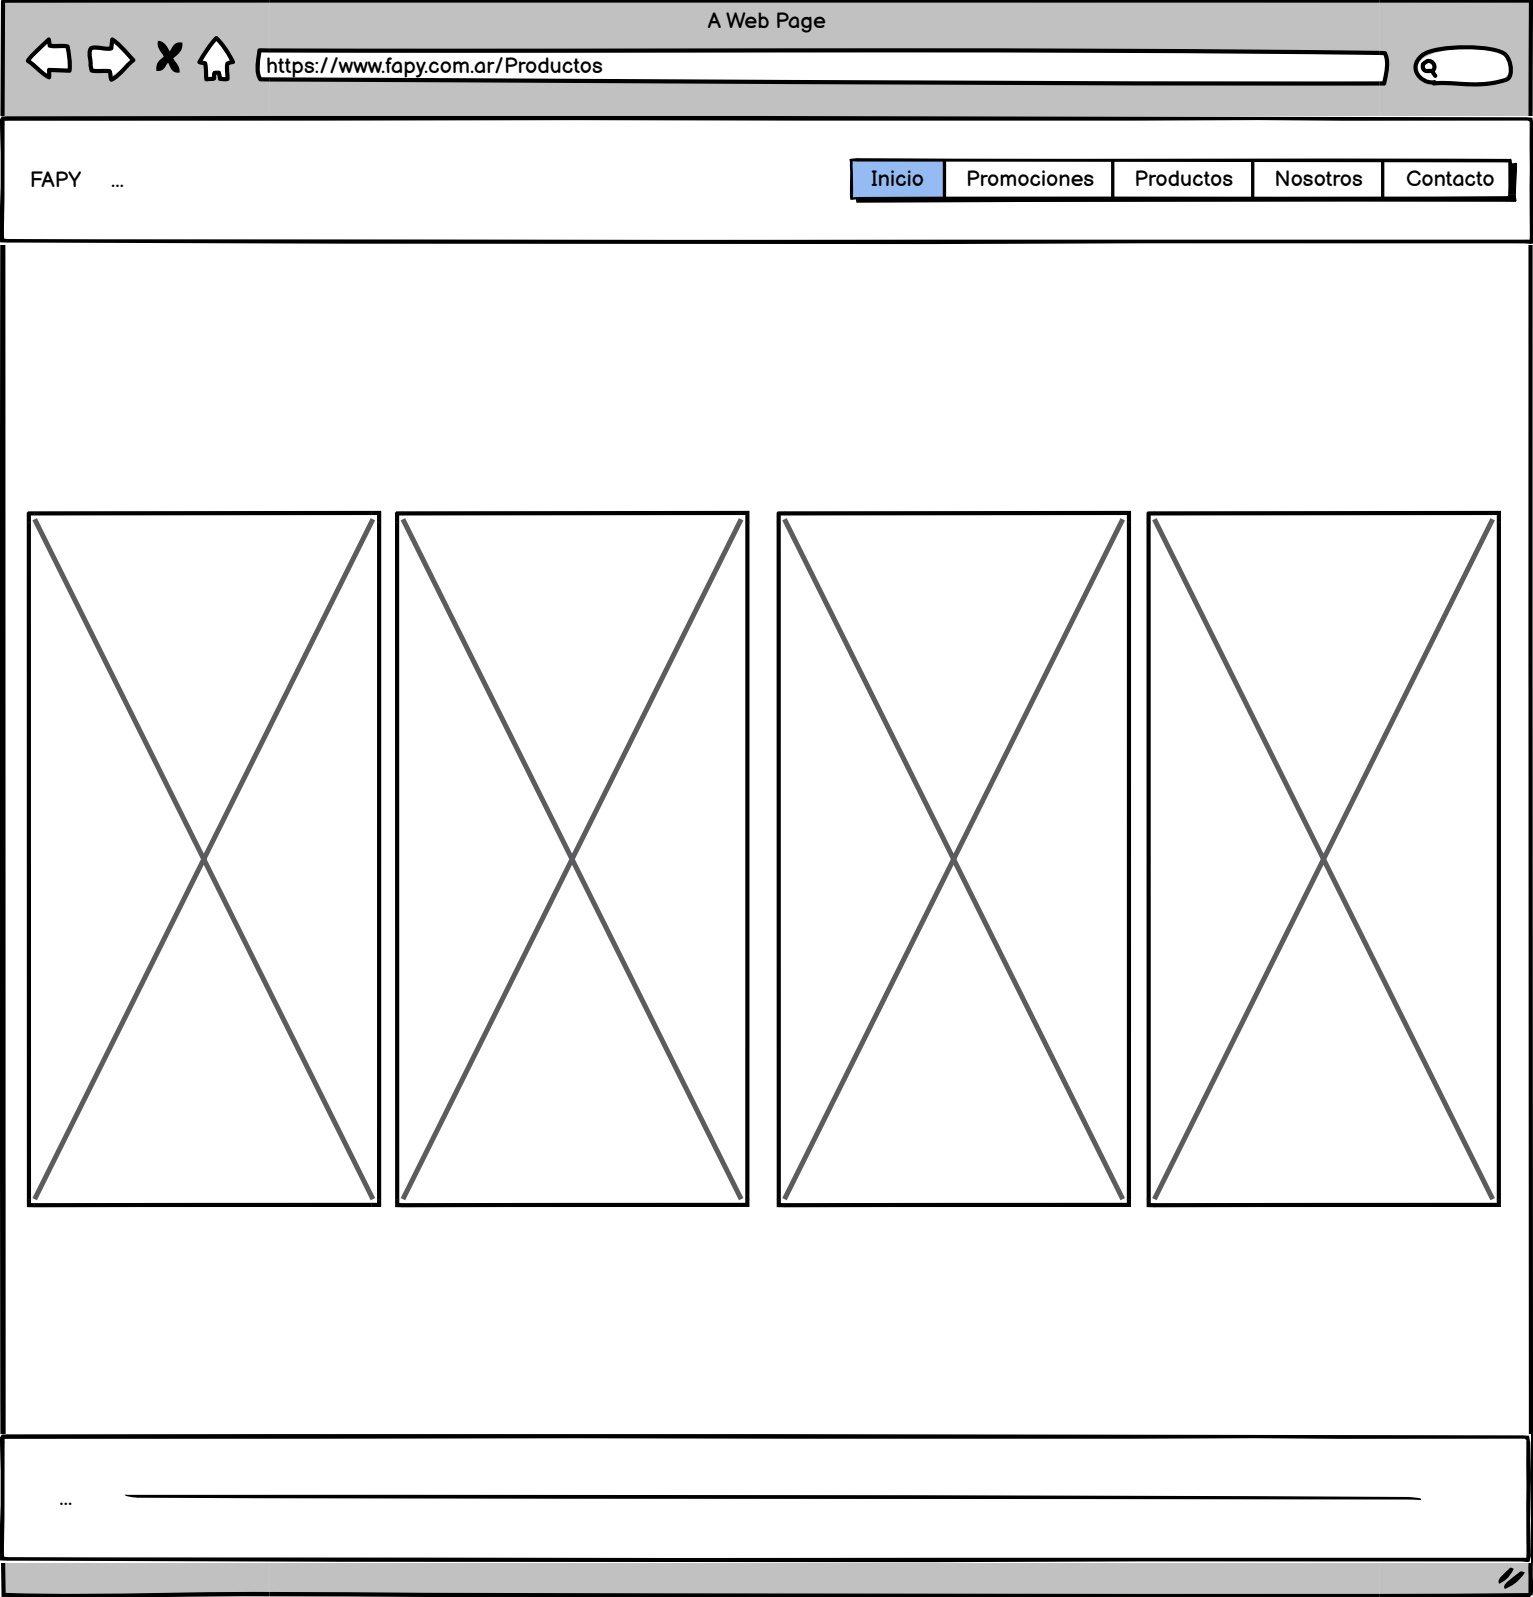 A Web Page
https://www.fapy.com.ar/Productos
FAPY ... Inicio Promociones Productos Nosotros Contacto
...